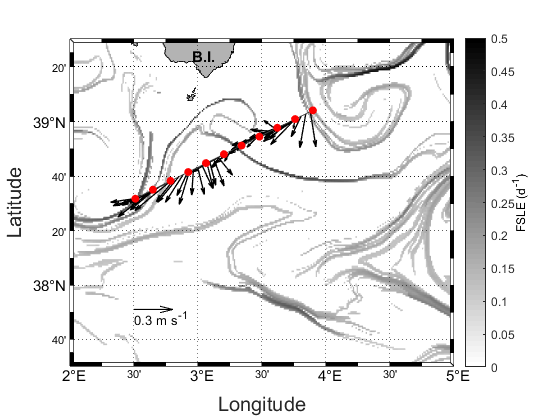 B.I.
20'
39°N
40'
20'
38°N
40'
Latitude
0.3 m s-1
2°E 30' 3°E 30' 4°E 30' 5°E
Longitude
0.5
0.45
0.4
0.35
0.3
0.25
0.2
0.15
0.1
0.05
0
FSLE (d-1)